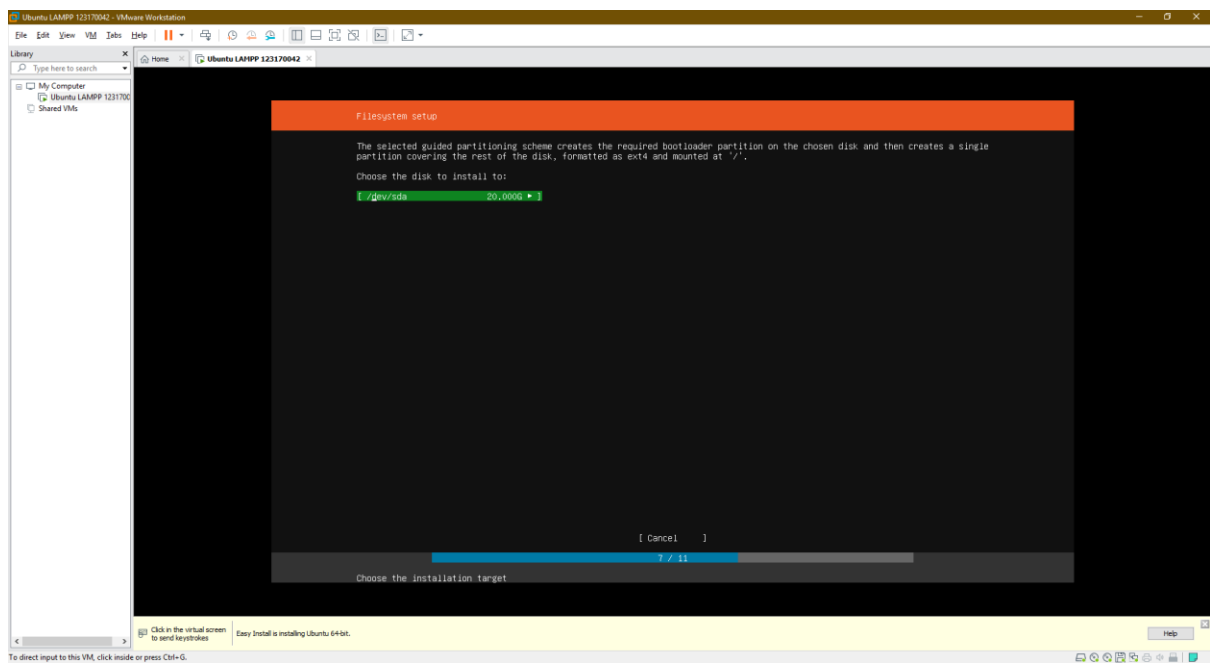 Ubuntu LAMPP 123170042 - VMware Workstation
File Edit View VM Tabs Help
Library
Type here to search
My Computer
Ubuntu LAMPP 1231700
Shared VMs
Home
Ubuntu LAMPP 123170042
Filesystem setup
The selected guided partitioning scheme creates the required bootloader partition on the chosen disk and then creates a single
partition covering the rest of the disk, formatted as ext4 and mounted at '/'.
Choose the disk to install to:
[ /dev/sda 20.000G ▸ ]
[ Cancel ]
7 / 11
Choose the installation target
Click in the virtual screen
to send keystrokes
Easy Install is installing Ubuntu 64-bit.
Help
To direct input to this VM, click inside or press Ctrl+G.